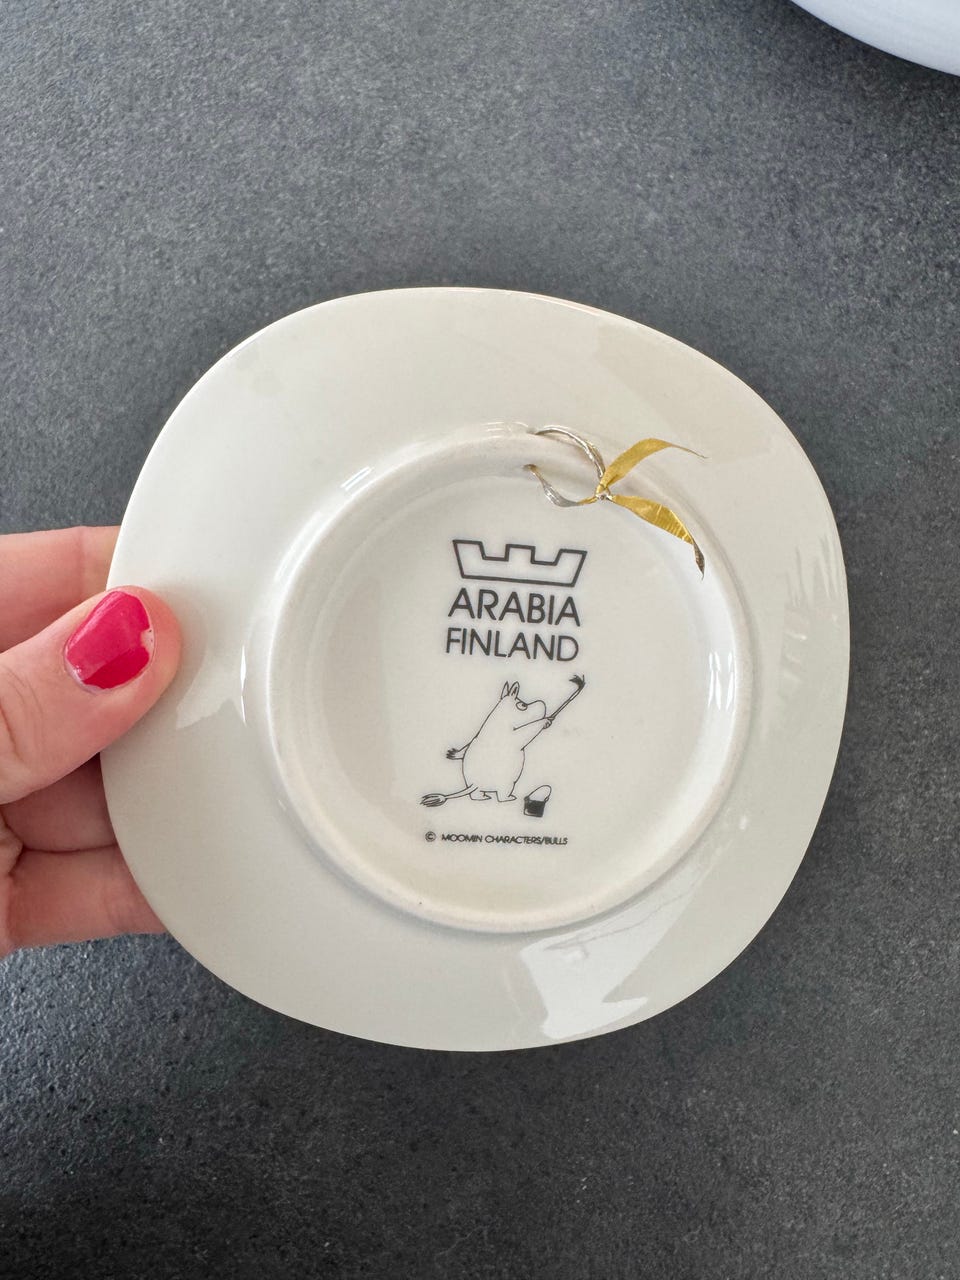 ARABIA
FINLAND
© MOOMIN CHARACTERS/BULLS